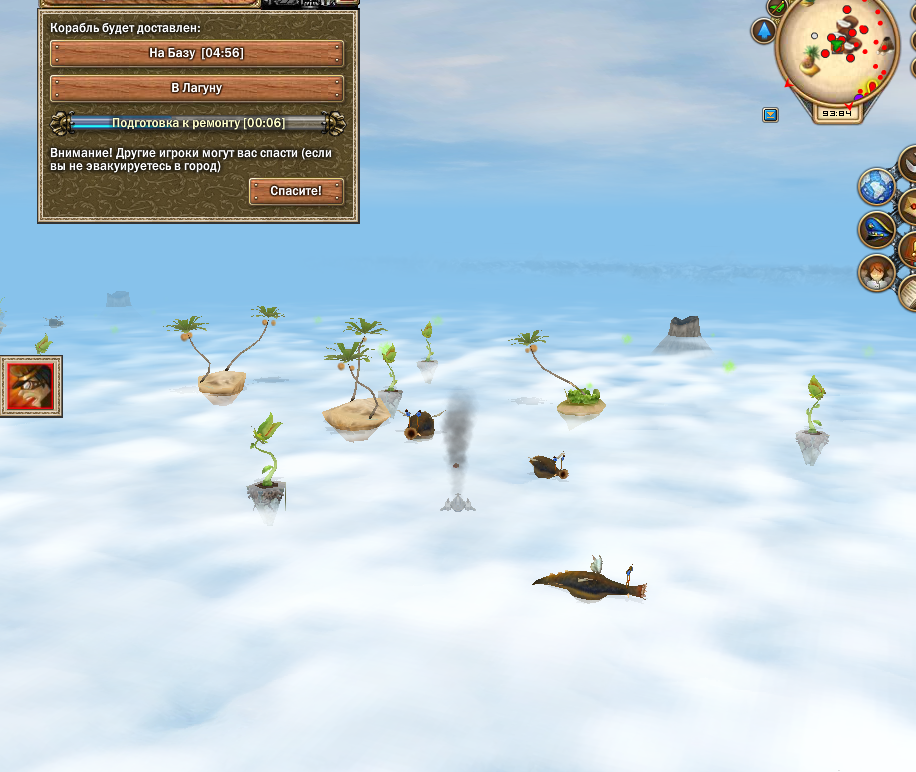 Корабль будет доставлен:
На Базу [04:56]
В Лагуну
Подготовка к ремонту [00:06]
Внимание! Другие игроки могут вас спасти (если
вы не эвакуируетесь в город)
Спасите!
93:84